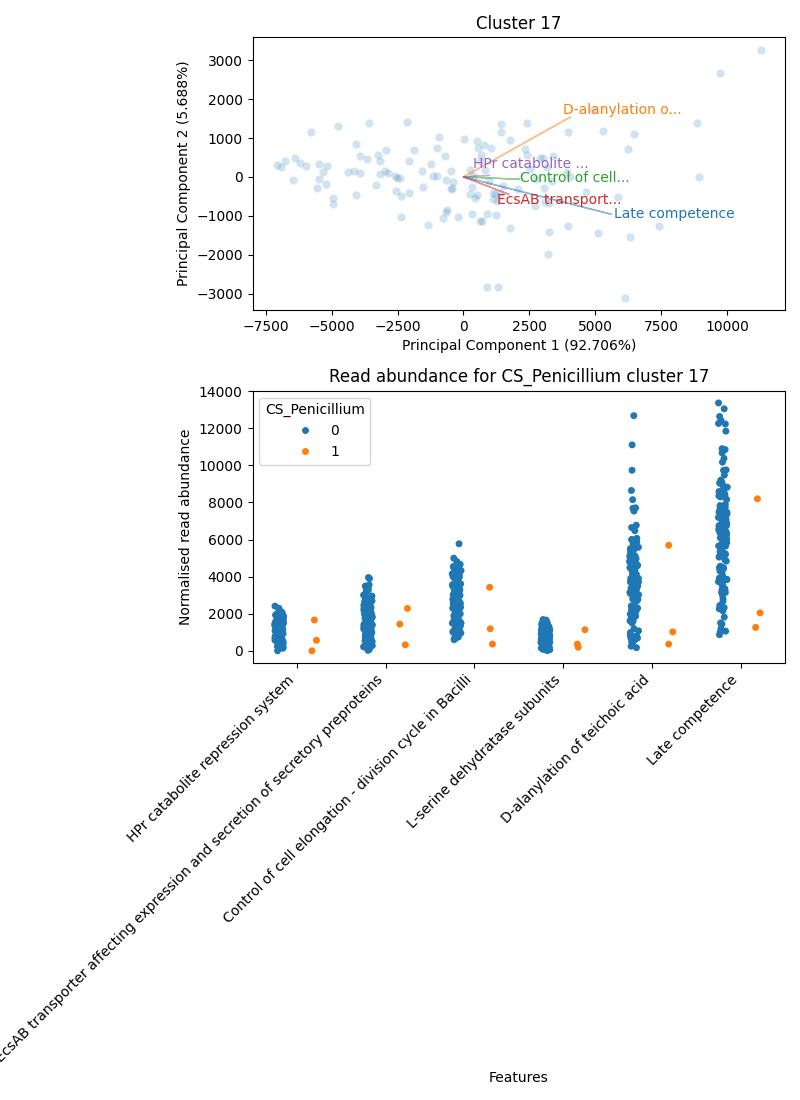 Cluster 17
3000
2000
1000
0
−1000
−2000
−3000
Principal Component 2 (5.688%)
D-alanylation o...
HPr catabolite ...
Control of cell...
EcsAB transport...
Late competence
−7500
−5000
−2500
0
2500
5000
7500
10000
Principal Component 1 (92.706%)
Read abundance for CS_Penicillium cluster 17
14000
12000
10000
8000
6000
4000
2000
0
Normalised read abundance
CS_Penicillium
0
1
HPr catabolite repression system
EcsAB transporter affecting expression and secretion of secretory preproteins
Control of cell elongation - division cycle in Bacilli
L-serine dehydratase subunits
D-alanylation of teichoic acid
Late competence
Features